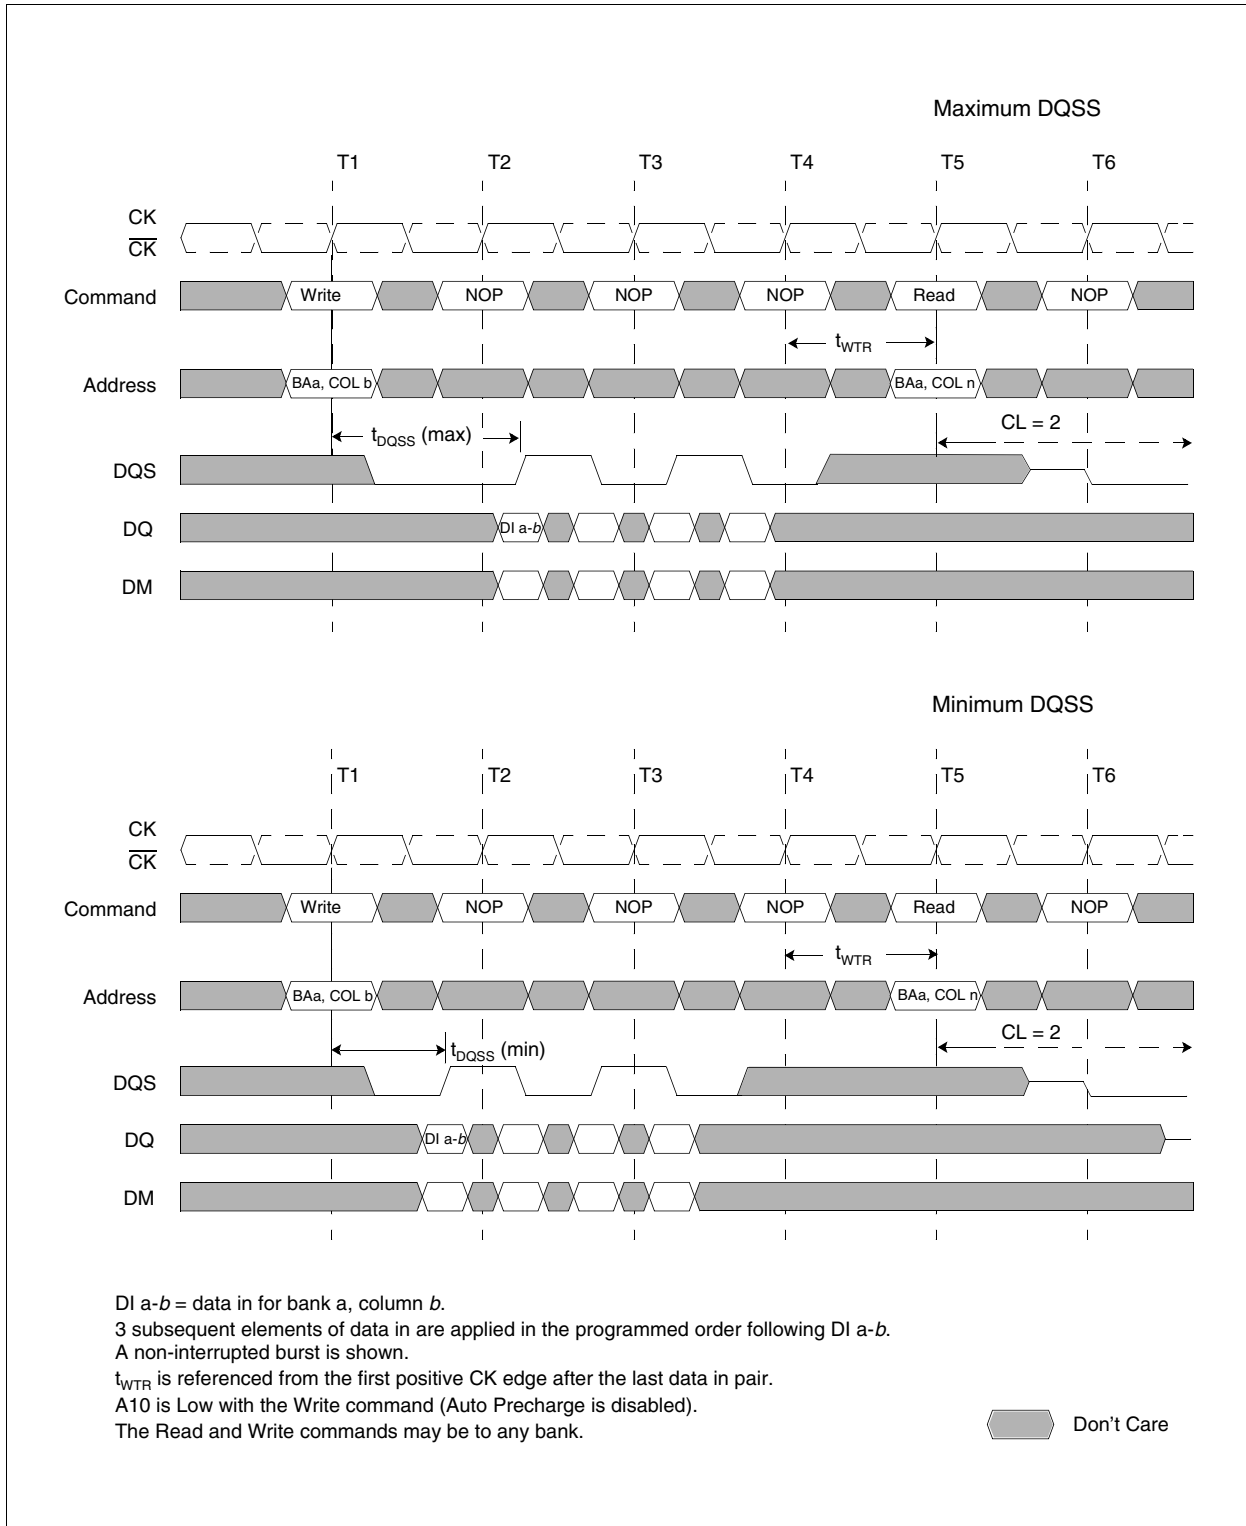 Maximum DQSS
T1 T2 T3 T4 T5 T6
CK
CK
Command Write NOP NOP NOP Read NOP
tWTR
Address BAa, COL b BAa, COL n
tDQSS (max) CL = 2
DQS
DQ DI a-b
DM
Minimum DQSS
T1 T2 T3 T4 T5 T6
CK
CK
Command Write NOP NOP NOP Read NOP
tWTR
Address BAa, COL b BAa, COL n
tDQSS (min) CL = 2
DQS
DQ DI a-b
DM
DI a-b = data in for bank a, column b.
3 subsequent elements of data in are applied in the programmed order following DI a-b.
A non-interrupted burst is shown.
tWTR is referenced from the first positive CK edge after the last data in pair.
A10 is Low with the Write command (Auto Precharge is disabled).
The Read and Write commands may be to any bank.
Don't Care